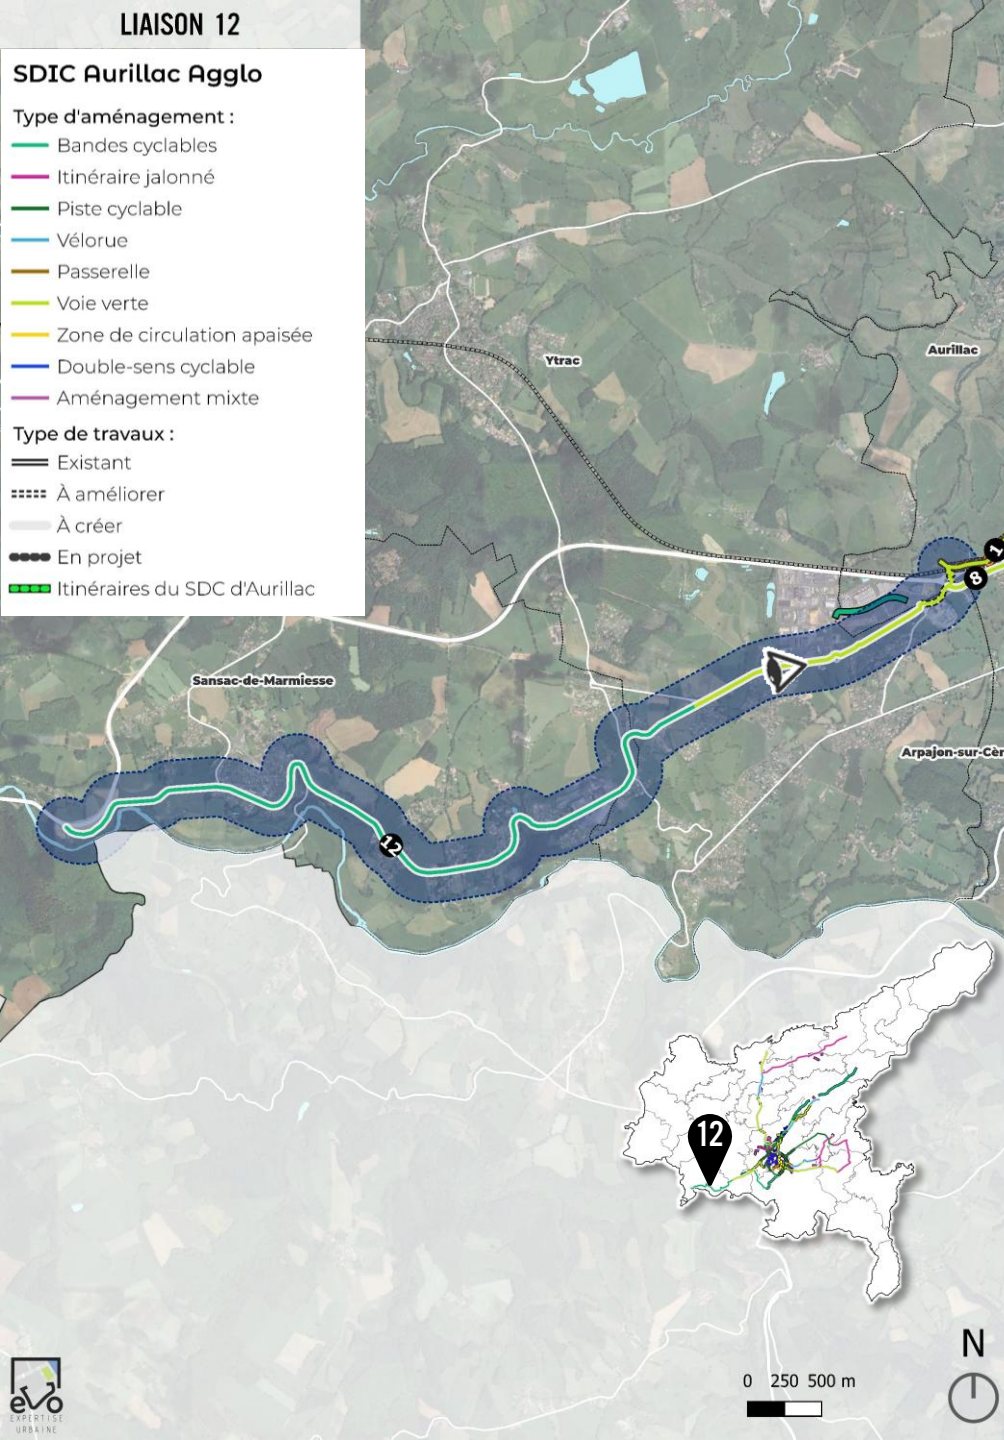 LIAISON 12
SDIC Aurillac Agglo
Type d'aménagement :
Bandes cyclables
Itinéraire jalonné
Piste cyclable
Vélorue
Passerelle
Voie verte
Zone de circulation apaisée
Double-sens cyclable
Aménagement mixte
Type de travaux :
Existant
À améliorer
À créer
En projet
Itinéraires du SDC d'Aurillac
Ytrac
Aurillac
1
8
Sansac-de-Marmiesse
Arpajon-sur-Cèr
12
12
N
0 250 500 m
evo
EXPERTISE
URBAINE